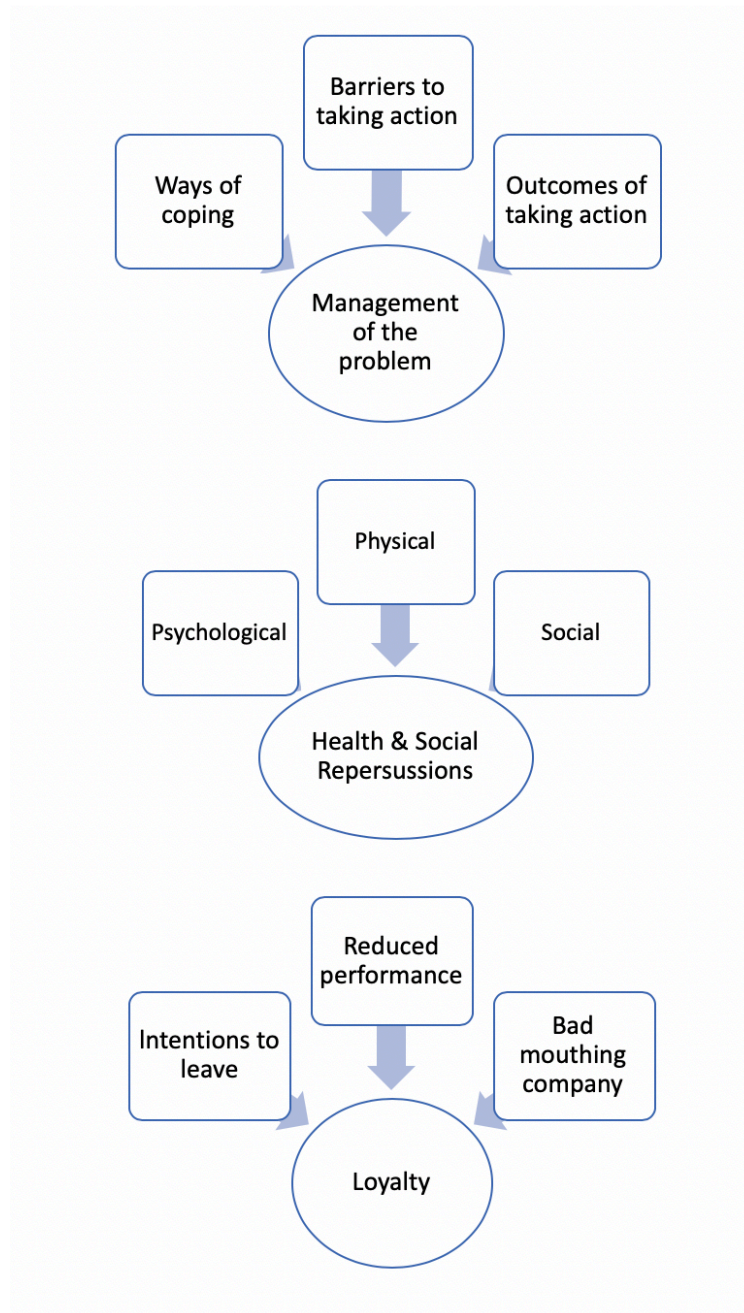 Barriers to
taking action
Ways of
coping
Outcomes of
taking action
Management
of the
problem
Physical
Psychological
Social
Health & Social
Repersussions
Reduced
performance
Intentions to
leave
Bad
mouthing
company
Loyalty